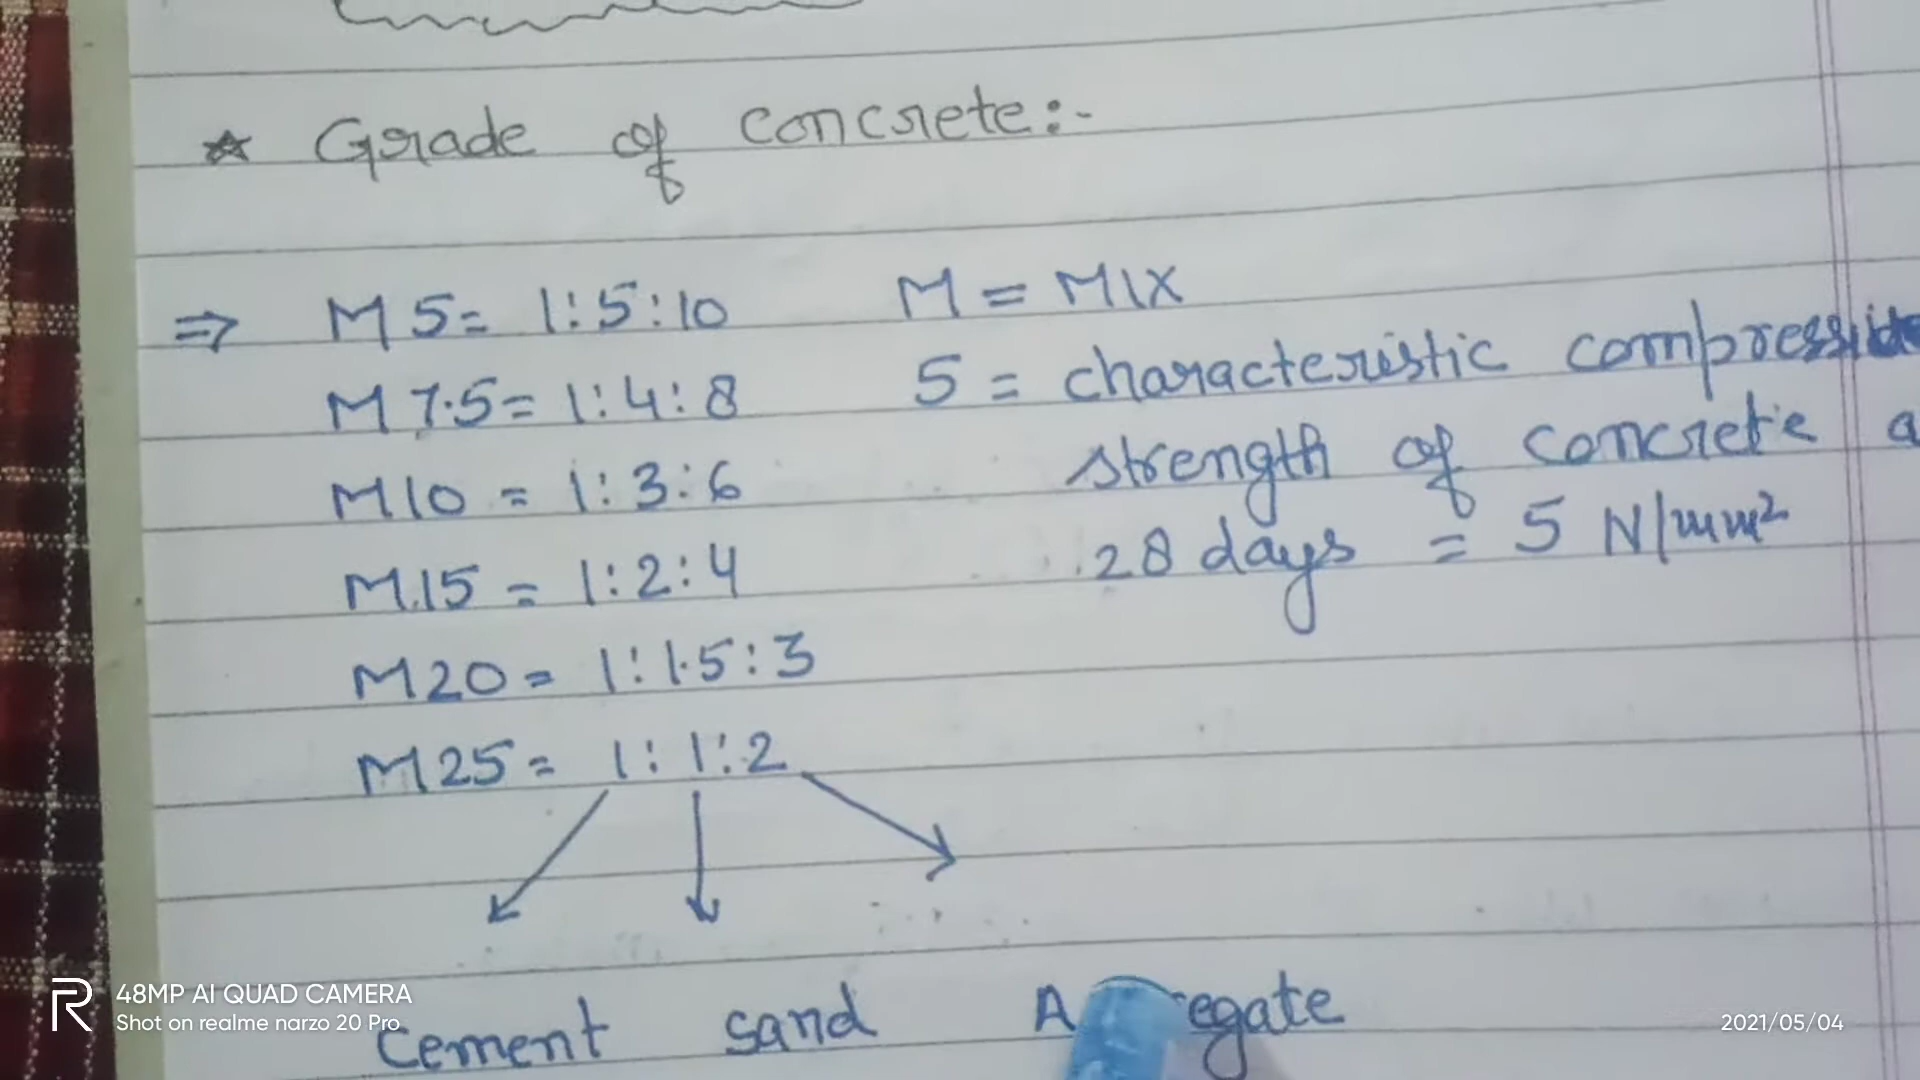 ★ Grade of concrete:-
⇒ M5= 1:5:10
M = MIX
M7.5= 1:4:8
5 = characteristic compressive
M10 = 1:3:6
strength of concrete a
M15 = 1:2:4
28 days = 5 N/mm²
M20= 1:1.5:3
M25= 1:1:2
cement sand
48MP AI QUAD CAMERA
Shot on realme narzo 20 Pro
2021/05/04